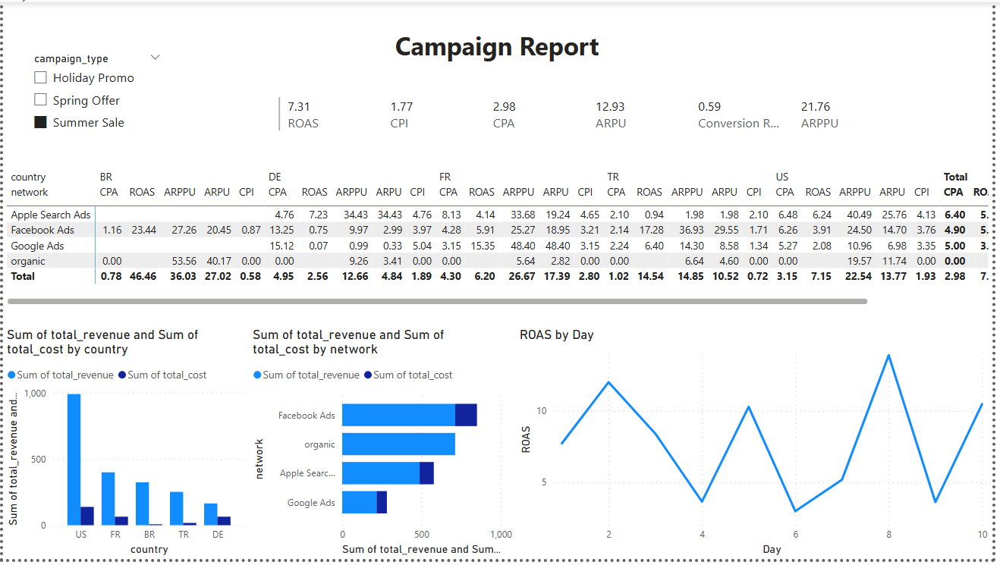 Campaign Report
campaign_type
Holiday Promo
Spring Offer
Summer Sale
7.31 1.77 2.98 12.93 0.59 21.76
ROAS CPI CPA ARPU Conversion R... ARPPU
country BR DE FR TR US Total
network CPA ROAS ARPPU ARPU CPI CPA ROAS ARPPU ARPU CPI CPA ROAS ARPPU ARPU CPI CPA ROAS ARPPU ARPU CPI CPA ROAS ARPPU ARPU CPI CPA RO
Apple Search Ads 4.76 7.23 34.43 34.43 4.76 8.13 4.14 33.68 19.24 4.65 2.10 0.94 1.98 1.98 2.10 6.48 6.24 40.49 25.76 4.13 6.40 5.
Facebook Ads 1.16 23.44 27.26 20.45 0.87 13.25 0.75 9.97 2.99 3.97 4.28 5.91 25.27 18.95 3.21 2.14 17.28 36.93 29.55 1.71 6.26 3.91 24.50 14.70 3.76 4.90 5.
Google Ads 15.12 0.07 0.99 0.33 5.04 3.15 15.35 48.40 48.40 3.15 2.24 6.40 14.30 8.58 1.34 5.27 2.08 10.96 6.98 3.35 5.00 3.
organic 0.00 53.56 40.17 0.00 0.00 9.26 3.41 0.00 0.00 5.64 2.82 0.00 0.00 6.64 4.60 0.00 0.00 19.57 11.74 0.00 0.00
Total 0.78 46.46 36.03 27.02 0.58 4.95 2.56 12.66 4.84 1.89 4.30 6.20 26.67 17.39 2.80 1.02 14.54 14.85 10.52 0.72 3.15 7.15 22.54 13.77 1.93 2.98 7.
Sum of total_revenue and Sum of
total_cost by country
Sum of total_revenue Sum of total_cost
Sum of total_revenue and...
1,000
500
0
US FR BR TR DE
country
Sum of total_revenue and Sum of
total_cost by network
Sum of total_revenue Sum of total_cost
network
Facebook Ads
organic
Apple Searc...
Google Ads
0 500 1,000
Sum of total_revenue and Sum...
ROAS by Day
ROAS
10
5
2 4 6 8 10
Day